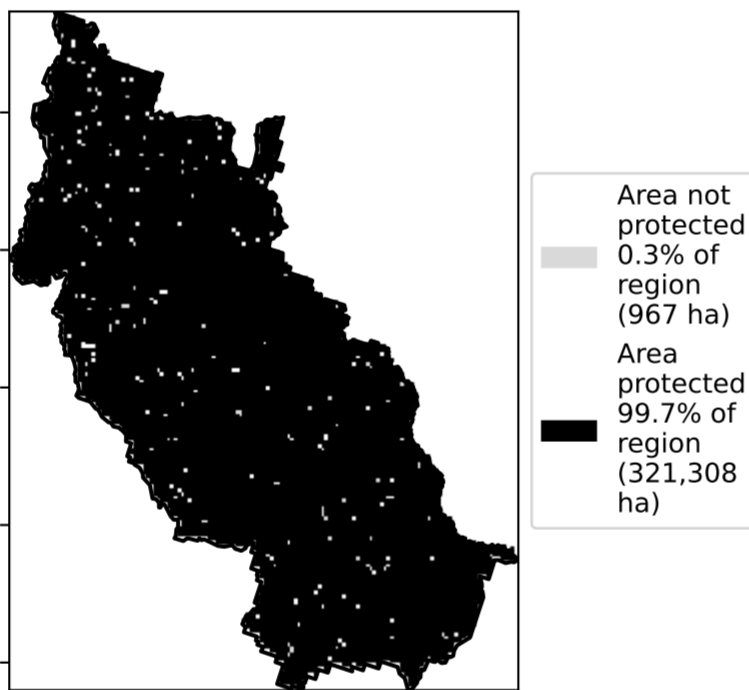 Area not
protected
0.3% of
region
(967 ha)
Area
protected
99.7% of
region
(321,308
ha)